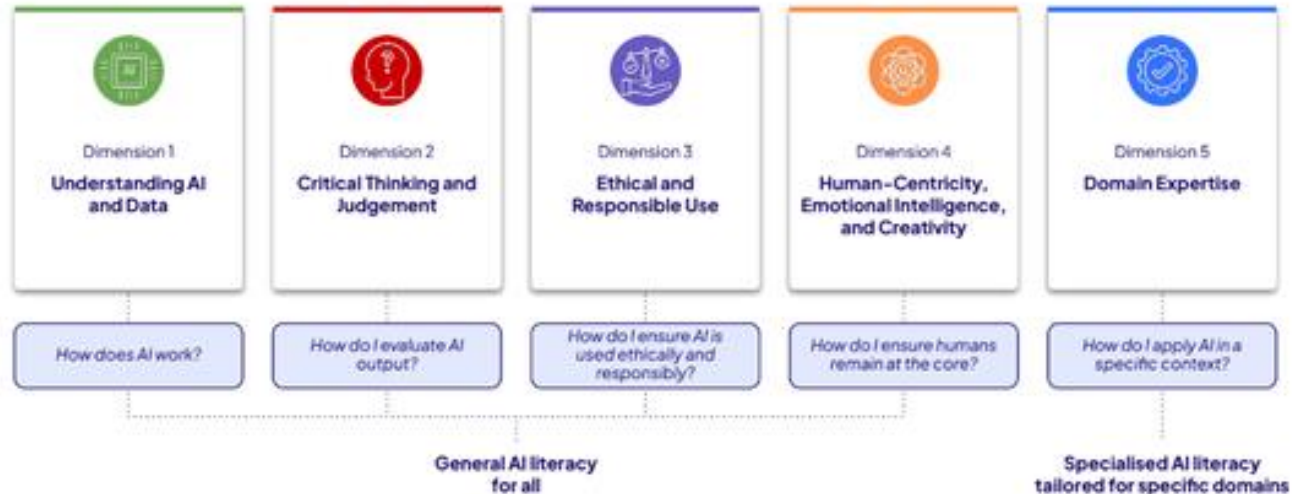 AI
?
Dimension 1
Understanding AI
and Data
Dimension 2
Critical Thinking and
Judgement
Dimension 3
Ethical and
Responsible Use
Dimension 4
Human-Centricity,
Emotional Intelligence,
and Creativity
Dimension 5
Domain Expertise
How does AI work?
How do I evaluate AI
output?
How do I ensure AI is
used ethically and
responsibly?
How do I ensure humans
remain at the core?
How do I apply AI in a
specific context?
General AI literacy
for all
Specialised AI literacy
tailored for specific domains